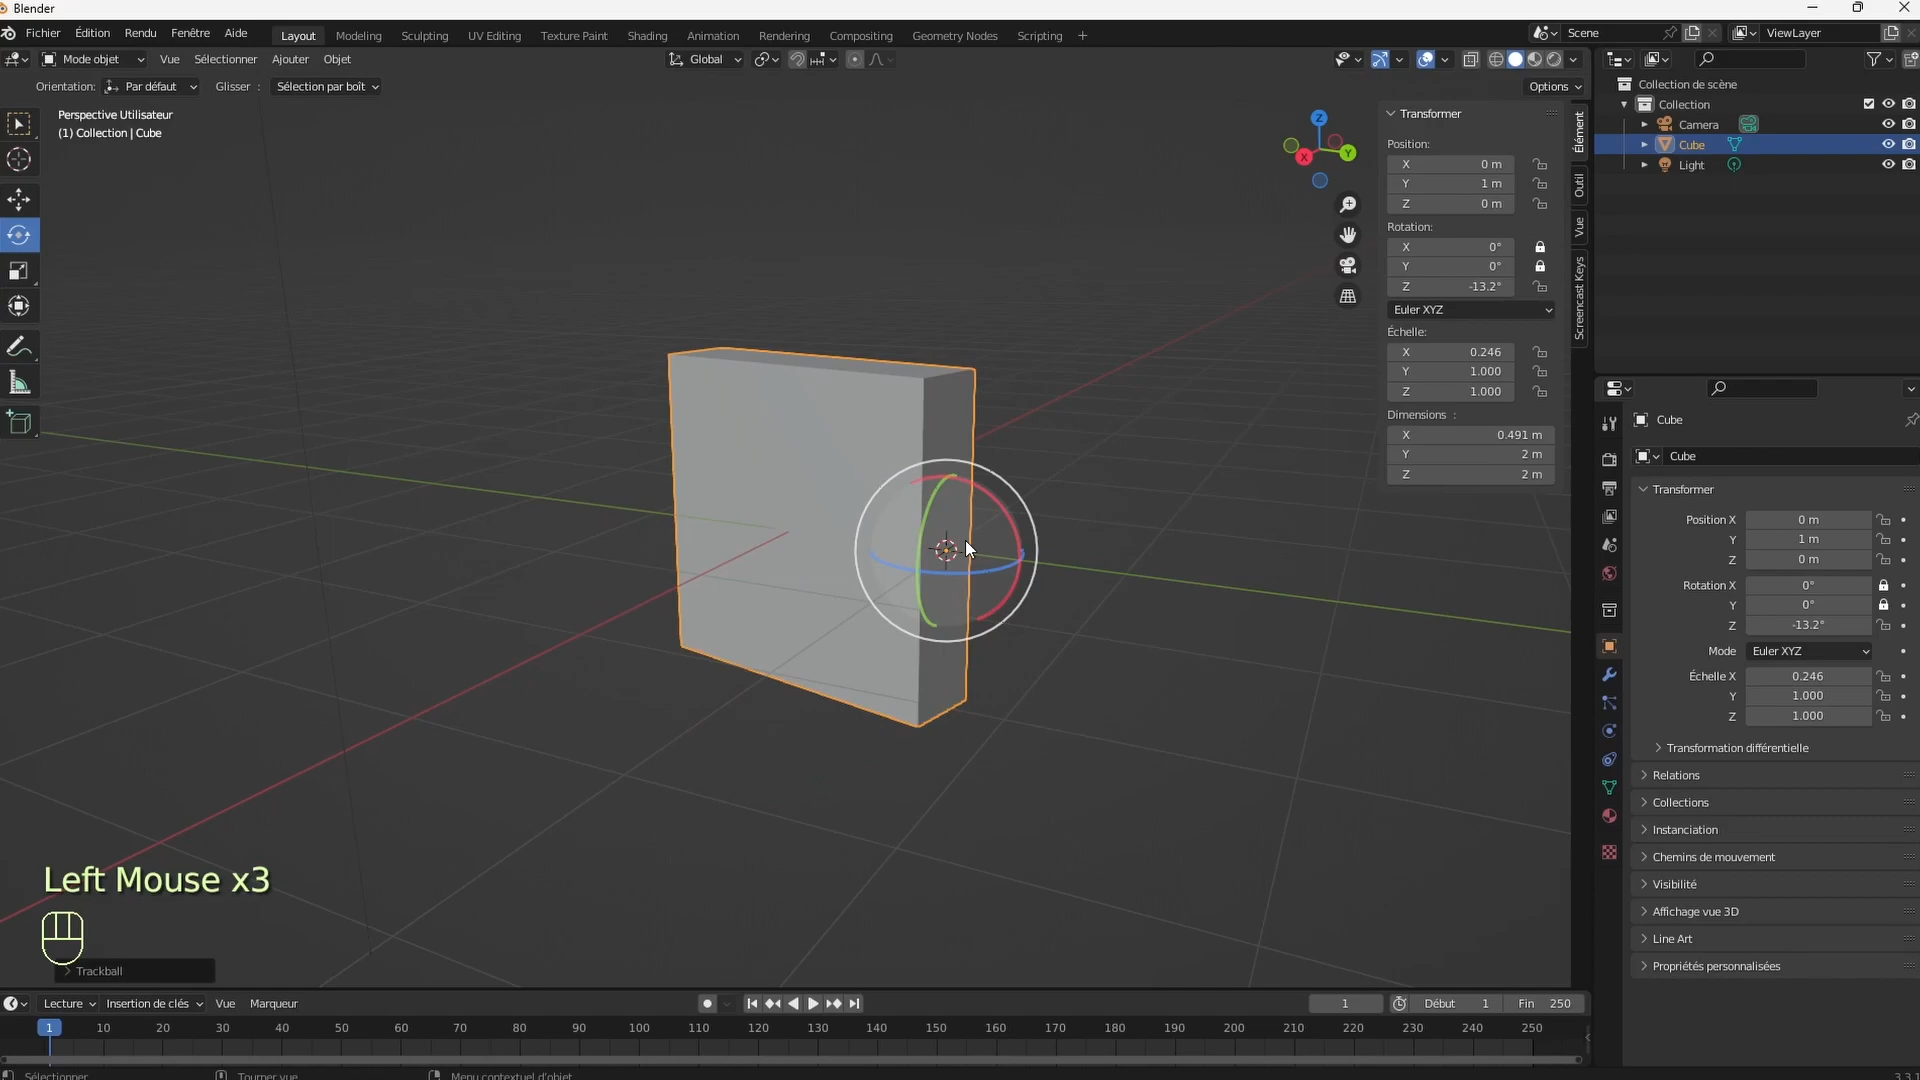 Blender
Fichier Édition Rendu Fenêtre Aide Layout Modeling Sculpting UV Editing Texture Paint Shading Animation Rendering Compositing Geometry Nodes Scripting + Scene ViewLayer
Mode objet Vue Sélectionner Ajouter Objet Global
Orientation: Par défaut Glisser : Sélection par boît Options
Perspective Utilisateur
(1) Collection | Cube
Z
Y
X
Transformer
Position:
X 0 m
Y 1 m
Z 0 m
Rotation:
X 0°
Y 0°
Z -13.2°
Euler XYZ
Échelle:
X 0.246
Y 1.000
Z 1.000
Dimensions :
X 0.491 m
Y 2 m
Z 2 m
Élément
Outil
Vue
Screencast Keys
Collection de scène
Collection
Camera
Cube
Light
Cube
Cube
Transformer
Position X 0 m
Y 1 m
Z 0 m
Rotation X 0°
Y 0°
Z -13.2°
Mode Euler XYZ
Échelle X 0.246
Y 1.000
Z 1.000
Transformation différentielle
Relations
Collections
Instanciation
Chemins de mouvement
Visibilité
Affichage vue 3D
Line Art
Propriétés personnalisées
Left Mouse x3
Trackball
Lecture Insertion de clés Vue Marqueur 1 Début 1 Fin 250
1 10 20 30 40 50 60 70 80 90 100 110 120 130 140 150 160 170 180 190 200 210 220 230 240 250
Sélectionner Tourner vue Menu contextuel d'objet 3.3.1